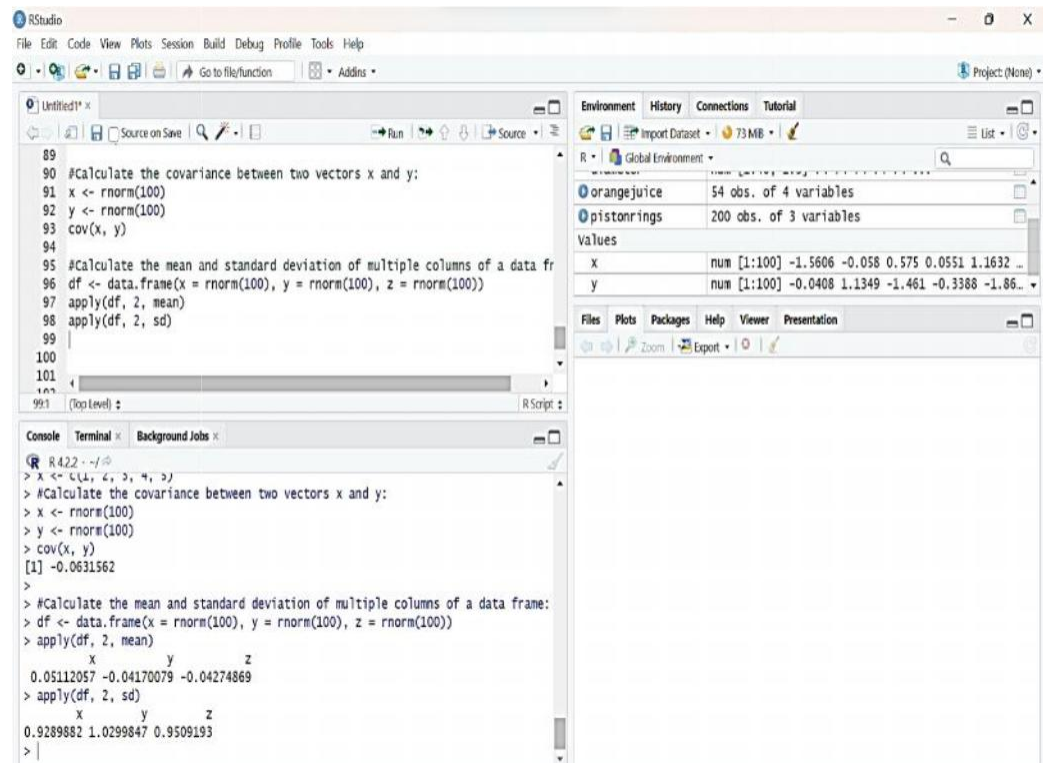 RStudio
File Edit Code View Plots Session Build Debug Profile Tools Help
Go to file/function Addins
Project: (None)
Untitled1*
Source on Save Run Source
89
90 #Calculate the covariance between two vectors x and y:
91 x <- rnorm(100)
92 y <- rnorm(100)
93 cov(x, y)
94
95 #Calculate the mean and standard deviation of multiple columns of a data fr
96 df <- data.frame(x = rnorm(100), y = rnorm(100), z = rnorm(100))
97 apply(df, 2, mean)
98 apply(df, 2, sd)
99
100
101
99:1 (Top Level) R Script
Console Terminal Background Jobs
R 4.2.2 · ~/
> x <- c(1, 2, 3, 4, 5)
> #Calculate the covariance between two vectors x and y:
> x <- rnorm(100)
> y <- rnorm(100)
> cov(x, y)
[1] -0.0631562
>
> #Calculate the mean and standard deviation of multiple columns of a data frame:
> df <- data.frame(x = rnorm(100), y = rnorm(100), z = rnorm(100))
> apply(df, 2, mean)
x y z
0.05112057 -0.04170079 -0.04274869
> apply(df, 2, sd)
x y z
0.9289882 1.0299847 0.9509193
>
Environment History Connections Tutorial
Import Dataset 73 MB List
R Global Environment
orangejuice 54 obs. of 4 variables
pistonrings 200 obs. of 3 variables
Values
x num [1:100] -1.5606 -0.058 0.575 0.0551 1.1632 ...
y num [1:100] -0.0408 1.1349 -1.461 -0.3388 -1.86...
Files Plots Packages Help Viewer Presentation
Zoom Export